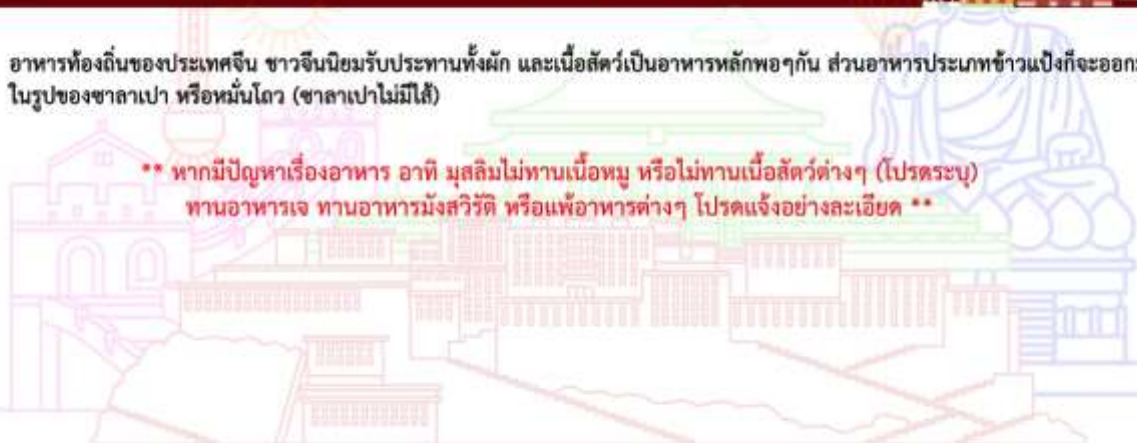 อาหารท้องถิ่นของประเทศจีน ชาวจีนนิยมรับประทานทั้งผัก และเนื้อสัตว์เป็นอาหารหลักพอๆกัน ส่วนอาหารประเภทข้าวแป้งก็จะออก
ในรูปของซาลาเปา หรือหมั่นโถว (ซาลาเปาไม่มีไส้)
** หากมีปัญหาเรื่องอาหาร อาทิ มุสลิมไม่ทานเนื้อหมู หรือไม่ทานเนื้อสัตว์ต่างๆ (โปรดระบุ)
ทานอาหารเจ ทานอาหารมังสวิรัติ หรือแพ้อาหารต่างๆ โปรดแจ้งอย่างละเอียด **